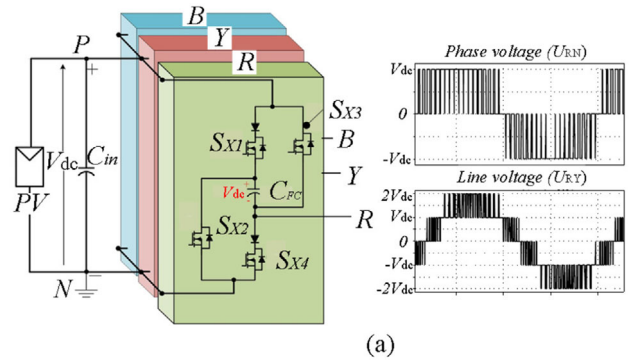 B
Y
R
P
+
Vdc
Cin
PV
−
N
SX1
SX3
B
Y
+
Vdc
-
CFC
R
SX2
SX4
Phase voltage (URN)
Vdc
0
-Vdc
Line voltage (URY)
2Vdc
Vdc
0
-Vdc
-2Vdc
(a)